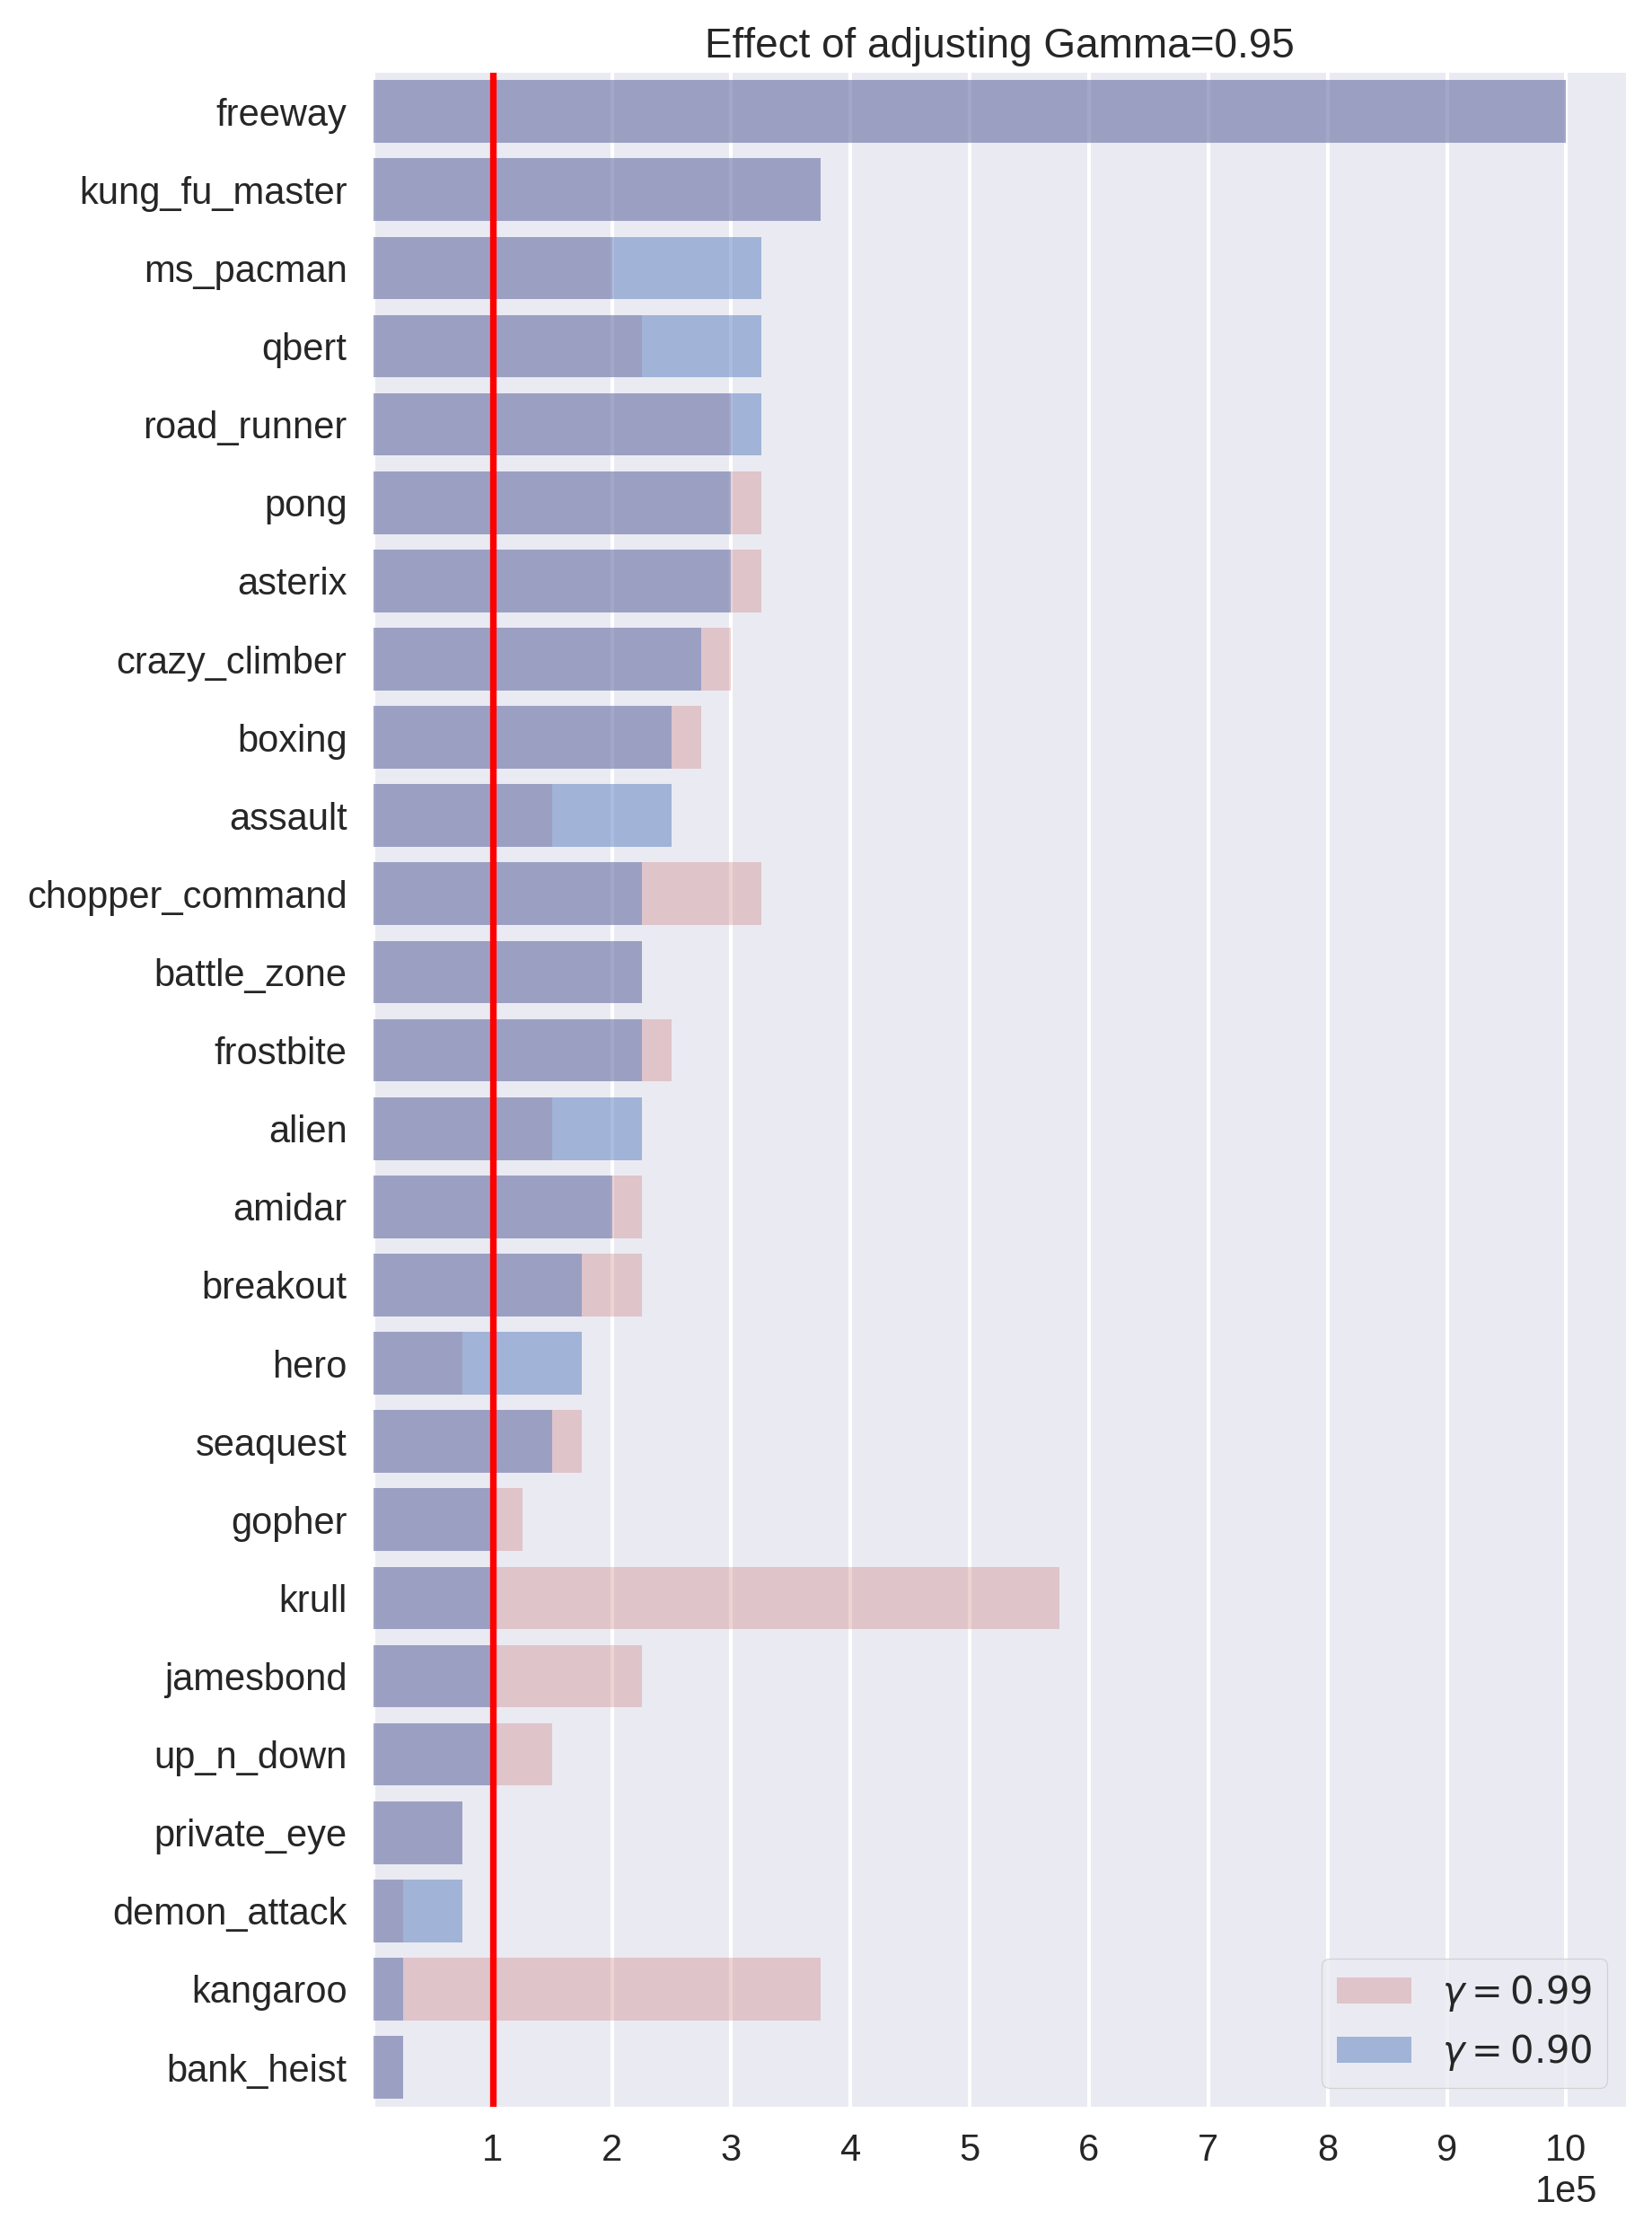 Effect of adjusting Gamma=0.95
freeway
kung_fu_master
ms_pacman
qbert
road_runner
pong
asterix
crazy_climber
boxing
assault
chopper_command
battle_zone
frostbite
alien
amidar
breakout
hero
seaquest
gopher
krull
jamesbond
up_n_down
private_eye
demon_attack
kangaroo
bank_heist
γ = 0.99
γ = 0.90
1 2 3 4 5 6 7 8 9 10
1e5